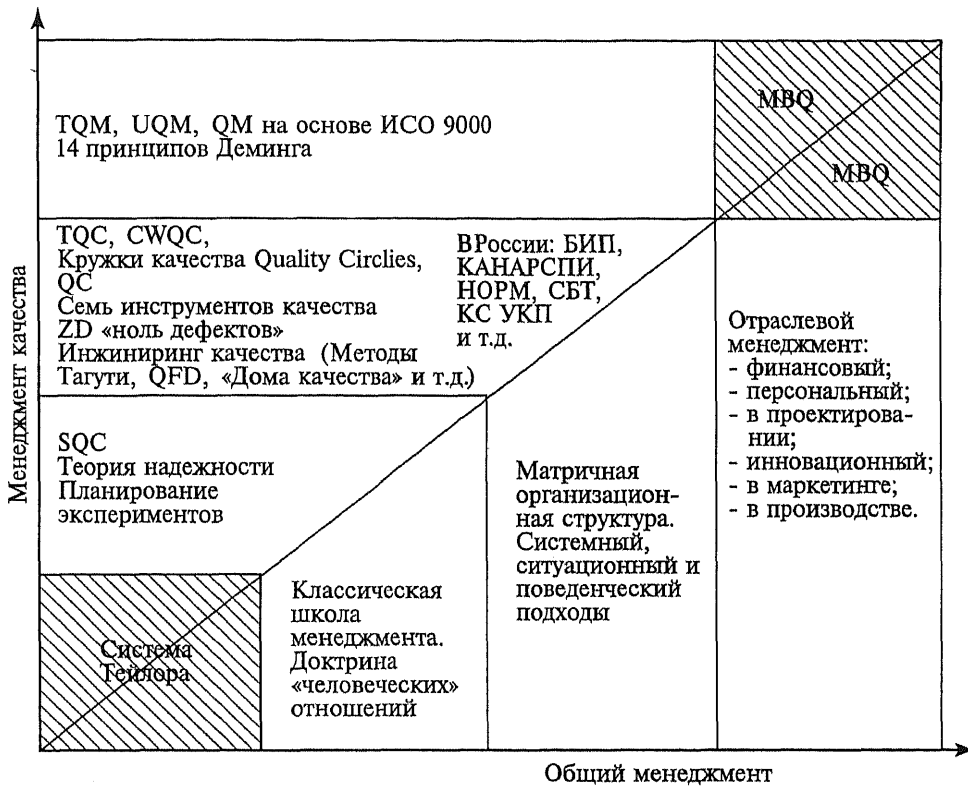 Менеджмент качества
TQM, UQM, QM на основе ИСО 9000
14 принципов Деминга
MBQ
MBQ
TQC, CWQC,
Кружки качества Quality Circlies,
QC
Семь инструментов качества
ZD «ноль дефектов»
Инжиниринг качества (Методы
Тагути, QFD, «Дома качества» и т.д.)
ВРоссии: БИП,
КАНАРСПИ,
НОРМ, СБТ,
КС УКП
и т.д.
Отраслевой
менеджмент:
- финансовый;
- персональный;
- в проектирова-
нии;
- инновационный;
- в маркетинге;
- в производстве.
SQC
Теория надежности
Планирование
экспериментов
Матричная
организацион-
ная структура.
Системный,
ситуационный и
поведенческий
подходы
Классическая
школа
менеджмента.
Доктрина
«человеческих»
отношений
Система
Тейлора
Общий менеджмент